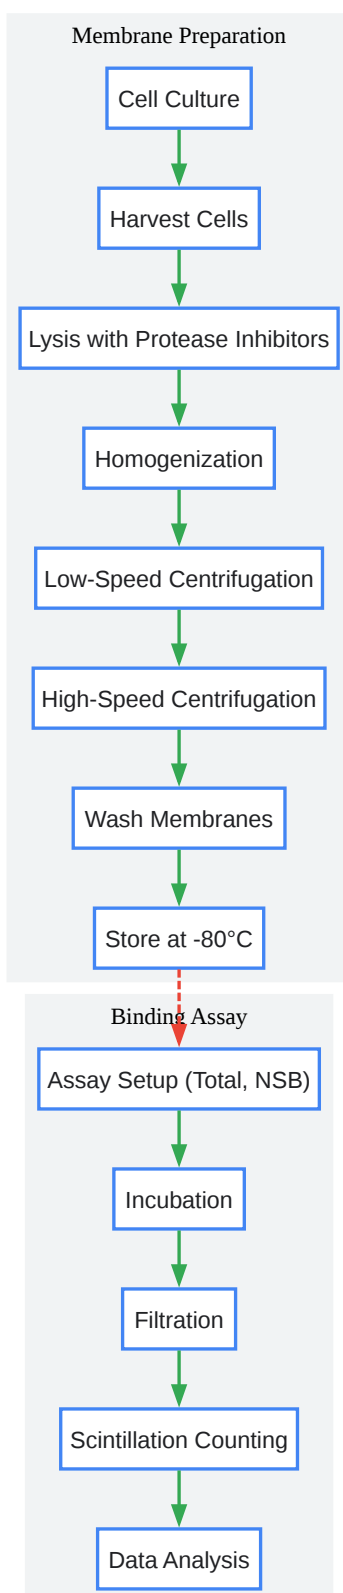 Membrane Preparation
Cell Culture
Harvest Cells
Lysis with Protease Inhibitors
Homogenization
Low-Speed Centrifugation
High-Speed Centrifugation
Wash Membranes
Store at -80°C
Binding Assay
Assay Setup (Total, NSB)
Incubation
Filtration
Scintillation Counting
Data Analysis